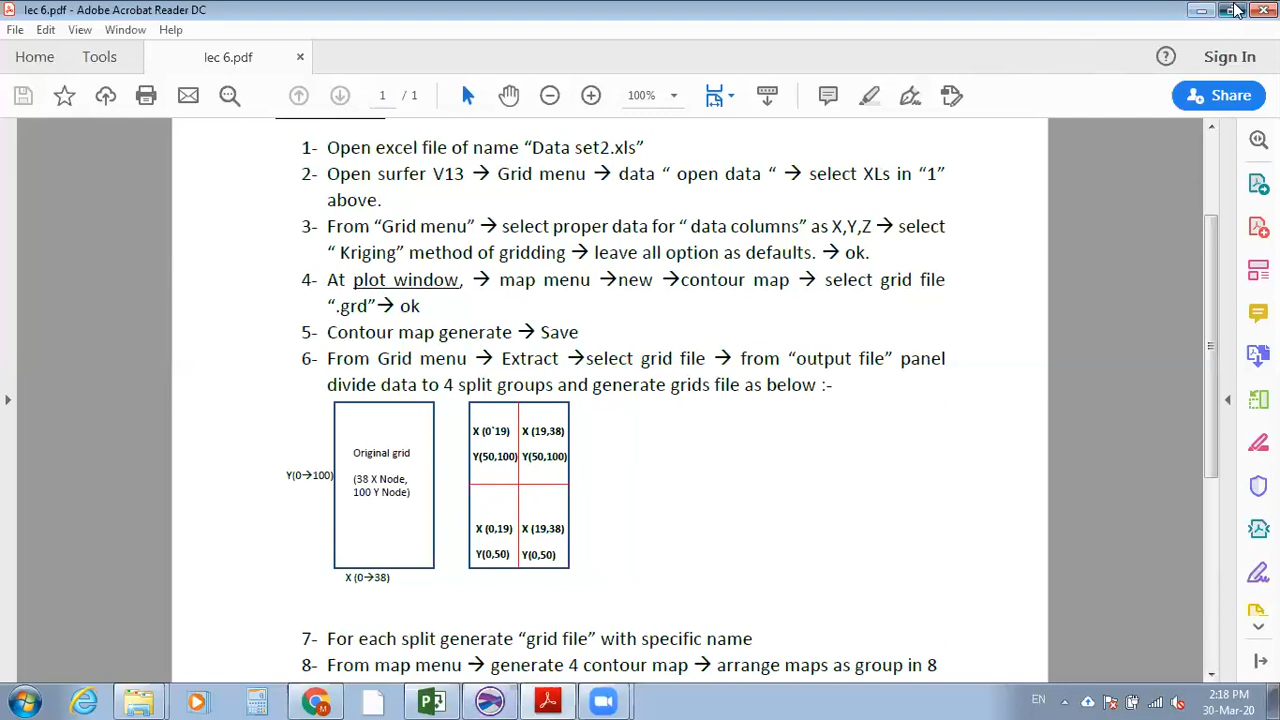 lec 6.pdf - Adobe Acrobat Reader DC
File Edit View Window Help
Home Tools lec 6.pdf × Sign In
1 / 1 100% Share
1- Open excel file of name “Data set2.xls”
2- Open surfer V13 → Grid menu → data “ open data “ → select XLs in “1”
above.
3- From “Grid menu” → select proper data for “ data columns” as X,Y,Z → select
“ Kriging” method of gridding → leave all option as defaults. → ok.
4- At plot window, → map menu →new →contour map → select grid file
“.grd”→ ok
5- Contour map generate → Save
6- From Grid menu → Extract →select grid file → from “output file” panel
divide data to 4 split groups and generate grids file as below :-
X (0`19) X (19,38)
Original grid
Y(50,100) Y(50,100)
Y(0→100)
(38 X Node,
100 Y Node)
X (0,19) X (19,38)
Y(0,50) Y(0,50)
X (0→38)
7- For each split generate “grid file” with specific name
8- From map menu → generate 4 contour map → arrange maps as group in 8
EN 2:18 PM
30-Mar-20